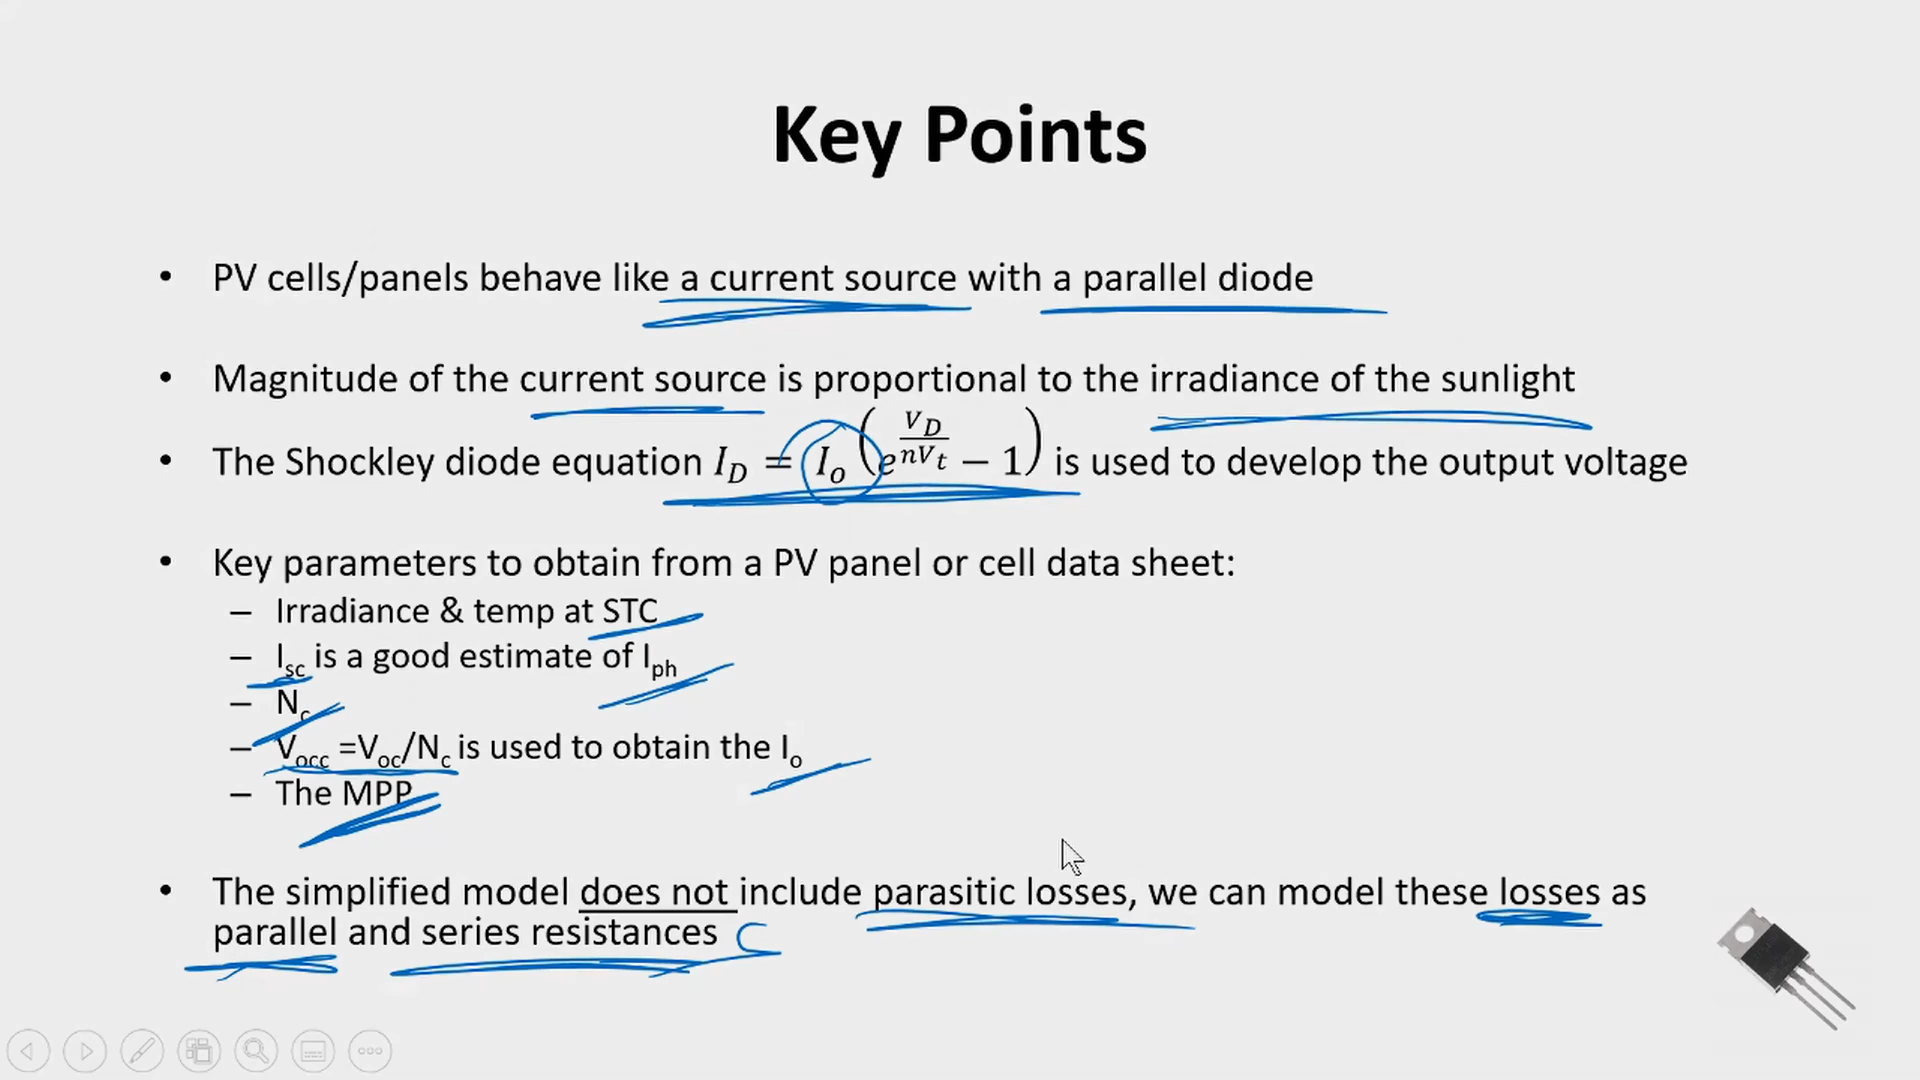 Key Points
• PV cells/panels behave like a current source with a parallel diode
• Magnitude of the current source is proportional to the irradiance of the sunlight
• The Shockley diode equation I_D = I_o (e^{V_D/nV_t} − 1) is used to develop the output voltage
• Key parameters to obtain from a PV panel or cell data sheet:
– Irradiance & temp at STC
– I_sc is a good estimate of I_ph
– N_c
– V_occ =V_oc/N_c is used to obtain the I_o
– The MPP
• The simplified model does not include parasitic losses, we can model these losses as
parallel and series resistances